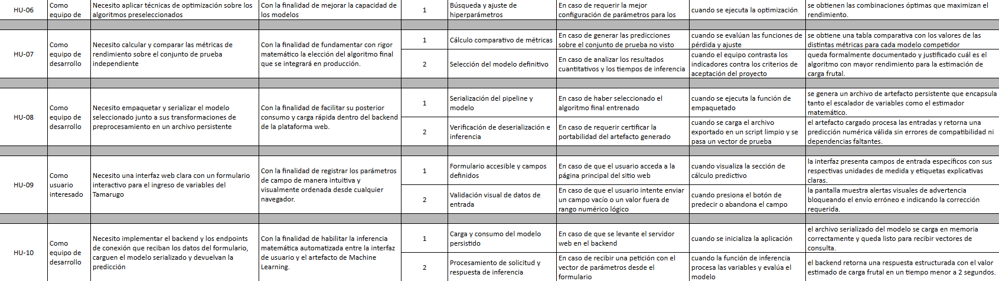 HU-06
Como
equipo de
Necesito aplicar técnicas de optimización sobre los
algoritmos preseleccionados
Con la finalidad de mejorar la capacidad de
los modelos
1
Búsqueda y ajuste de
hiperparámetros
En caso de requerir la mejor
configuración de parámetros para los
cuando se ejecuta la optimización
se obtienen las combinaciones óptimas que maximizan el
rendimiento.
HU-07
Como
equipo de
desarrollo
Necesito calcular y comparar las métricas de
rendimiento sobre el conjunto de prueba
independiente
Con la finalidad de fundamentar con rigor
matemático la elección del algoritmo final
que se integrará en producción.
1
Cálculo comparativo de métricas
En caso de generar las predicciones
sobre el conjunto de prueba no visto
cuando se evalúan las funciones de
pérdida y ajuste
se obtiene una tabla comparativa con los valores de las
distintas métricas para cada modelo competidor
2
Selección del modelo definitivo
En caso de analizar los resultados
cuantitativos y los tiempos de inferencia
cuando el equipo contrasta los
indicadores contra los criterios de
aceptación del proyecto
queda formalmente documentado y justificado cuál es el
algoritmo con mayor rendimiento para la estimación de
carga frutal.
HU-08
Como
equipo de
desarrollo
Necesito empaquetar y serializar el modelo
seleccionado junto a sus transformaciones de
preprocesamiento en un archivo persistente
Con la finalidad de facilitar su posterior
consumo y carga rápida dentro del backend
de la plataforma web.
1
Serialización del pipeline y
modelo
En caso de haber seleccionado el
algoritmo final entrenado
cuando se ejecuta la función de
empaquetado
se genera un archivo de artefacto persistente que encapsula
tanto el escalador de variables como el estimador
matemático.
2
Verificación de deserialización e
inferencia
En caso de requerir certificar la
portabilidad del artefacto generado
cuando se carga el archivo
exportado en un script limpio y se
pasa un vector de prueba
el artefacto cargado procesa las entradas y retorna una
predicción numérica válida sin errores de compatibilidad ni
dependencias faltantes.
HU-09
Como
usuario
interesado
Necesito una interfaz web clara con un formulario
interactivo para el ingreso de variables del
Tamarugo
Con la finalidad de registrar los parámetros
de campo de manera intuitiva y
visualmente ordenada desde cualquier
navegador.
1
Formulario accesible y campos
definidos
En caso de que el usuario acceda a la
página principal del sitio web
cuando visualiza la sección de
cálculo predictivo
la interfaz presenta campos de entrada específicos con sus
respectivas unidades de medida y etiquetas explicativas
claras.
2
Validación visual de datos de
entrada
En caso de que el usuario intente enviar
un campo vacío o un valor fuera de
rango numérico lógico
cuando presiona el botón de
predecir o abandona el campo
la pantalla muestra alertas visuales de advertencia
bloqueando el envío erróneo e indicando la corrección
requerida.
HU-10
Como
equipo de
desarrollo
Necesito implementar el backend y los endpoints
de conexión que reciban los datos del formulario,
carguen el modelo serializado y devuelvan la
predicción
Con la finalidad de habilitar la inferencia
matemática automatizada entre la interfaz
de usuario y el artefacto de Machine
Learning.
1
Carga y consumo del modelo
persistido
En caso de que se levante el servidor
web en el backend
cuando se inicializa la aplicación
el archivo serializado del modelo se carga en memoria
correctamente y queda listo para recibir vectores de
consulta.
2
Procesamiento de solicitud y
respuesta de inferencia
En caso de recibir una petición con el
vector de parámetros desde el
formulario
cuando la función de inferencia
procesa las variables y evalúa el
modelo
el backend retorna una respuesta estructurada con el valor
estimado de carga frutal en un tiempo menor a 2 segundos.